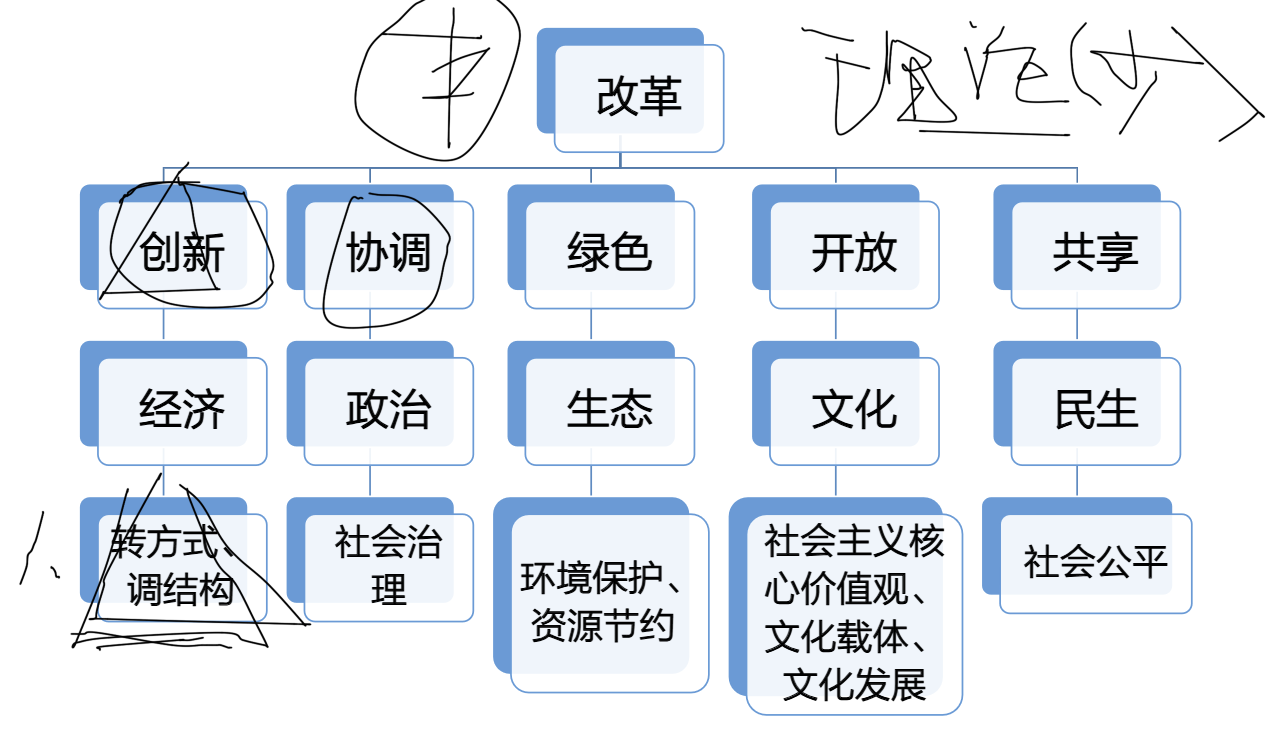 改革
创新
协调
绿色
开放
共享
经济
政治
生态
文化
民生
转方式、
调结构
社会治
理
环境保护、
资源节约
社会主义核
心价值观、
文化载体、
文化发展
社会公平
1、